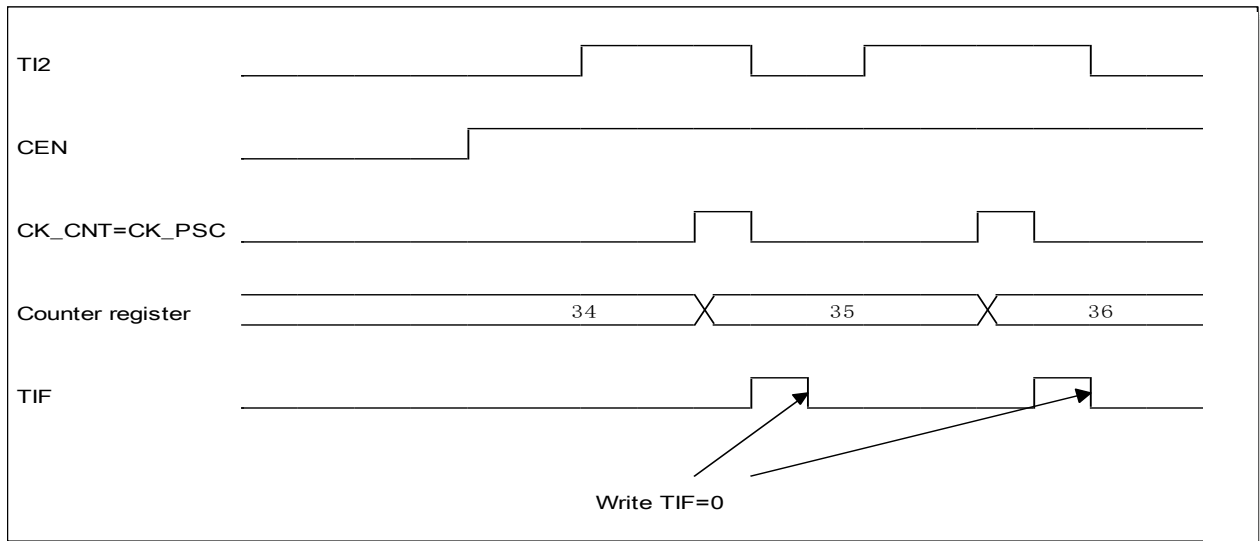 TI2
CEN
CK_CNT=CK_PSC
Counter register
34
35
36
TIF
Write TIF=0